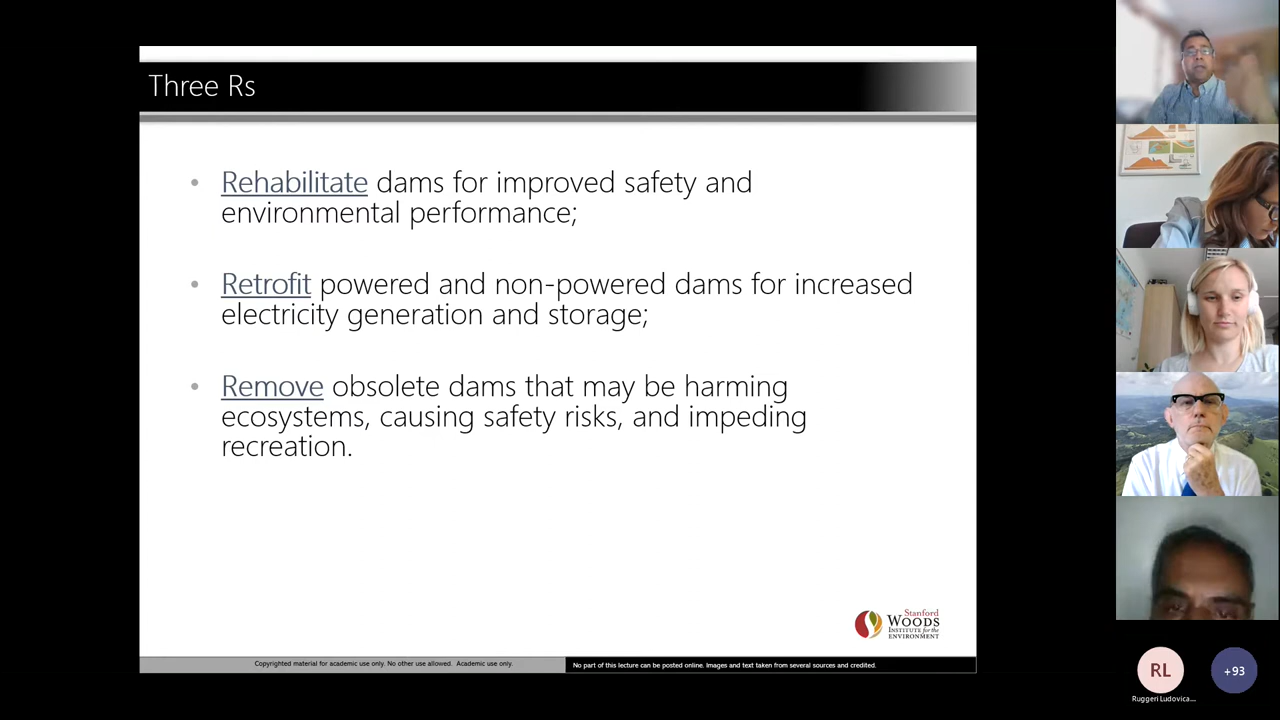 Three Rs
• Rehabilitate dams for improved safety and
environmental performance;
• Retrofit powered and non-powered dams for increased
electricity generation and storage;
• Remove obsolete dams that may be harming
ecosystems, causing safety risks, and impeding
recreation.
Stanford
WOODS
INSTITUTE for the
ENVIRONMENT
Copyrighted material for academic use only. No other use allowed. Academic use only.
No part of this lecture can be posted online. Images and text taken from several sources and credited.
RL
+93
Ruggeri Ludovica...